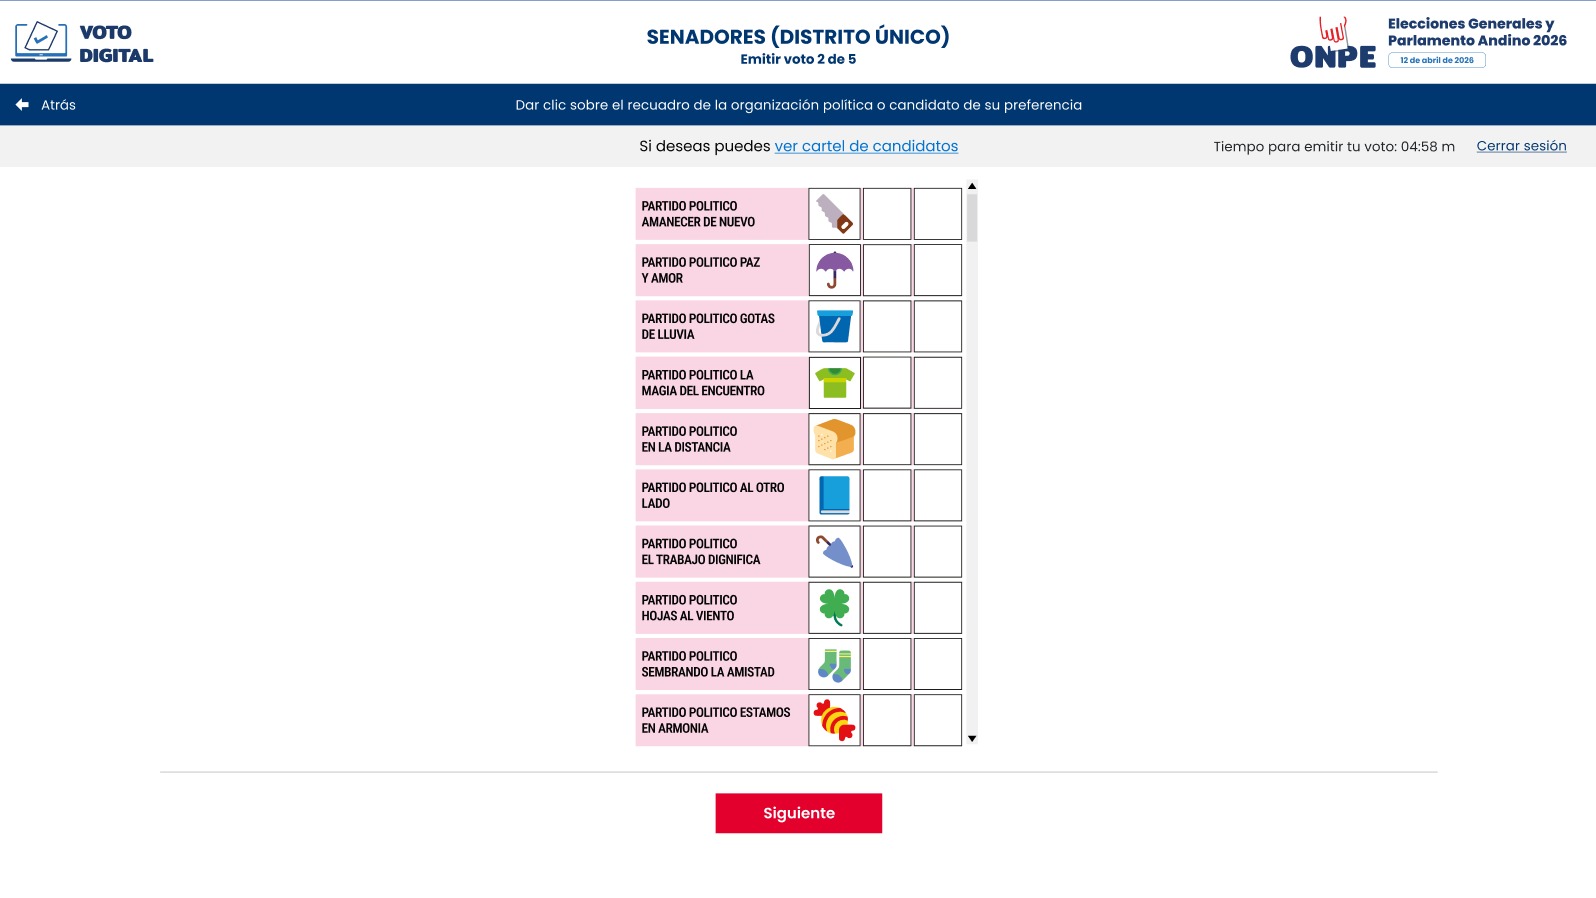 VOTO
DIGITAL
SENADORES (DISTRITO ÚNICO)
Emitir voto 2 de 5
ONPE
Elecciones Generales y
Parlamento Andino 2026
12 de abril de 2026
Atrás
Dar clic sobre el recuadro de la organización política o candidato de su preferencia
Si deseas puedes ver cartel de candidatos
Tiempo para emitir tu voto: 04:58 m
Cerrar sesión
PARTIDO POLITICO
AMANECER DE NUEVO
PARTIDO POLITICO PAZ
Y AMOR
PARTIDO POLITICO GOTAS
DE LLUVIA
PARTIDO POLITICO LA
MAGIA DEL ENCUENTRO
PARTIDO POLITICO
EN LA DISTANCIA
PARTIDO POLITICO AL OTRO
LADO
PARTIDO POLITICO
EL TRABAJO DIGNIFICA
PARTIDO POLITICO
HOJAS AL VIENTO
PARTIDO POLITICO
SEMBRANDO LA AMISTAD
PARTIDO POLITICO ESTAMOS
EN ARMONIA
Siguiente